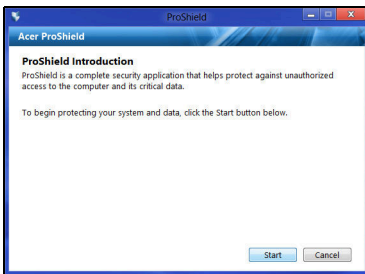 ProShield
Acer ProShield
ProShield Introduction
ProShield is a complete security application that helps protect against unauthorized
access to the computer and its critical data.
To begin protecting your system and data, click the Start button below.
Start
Cancel